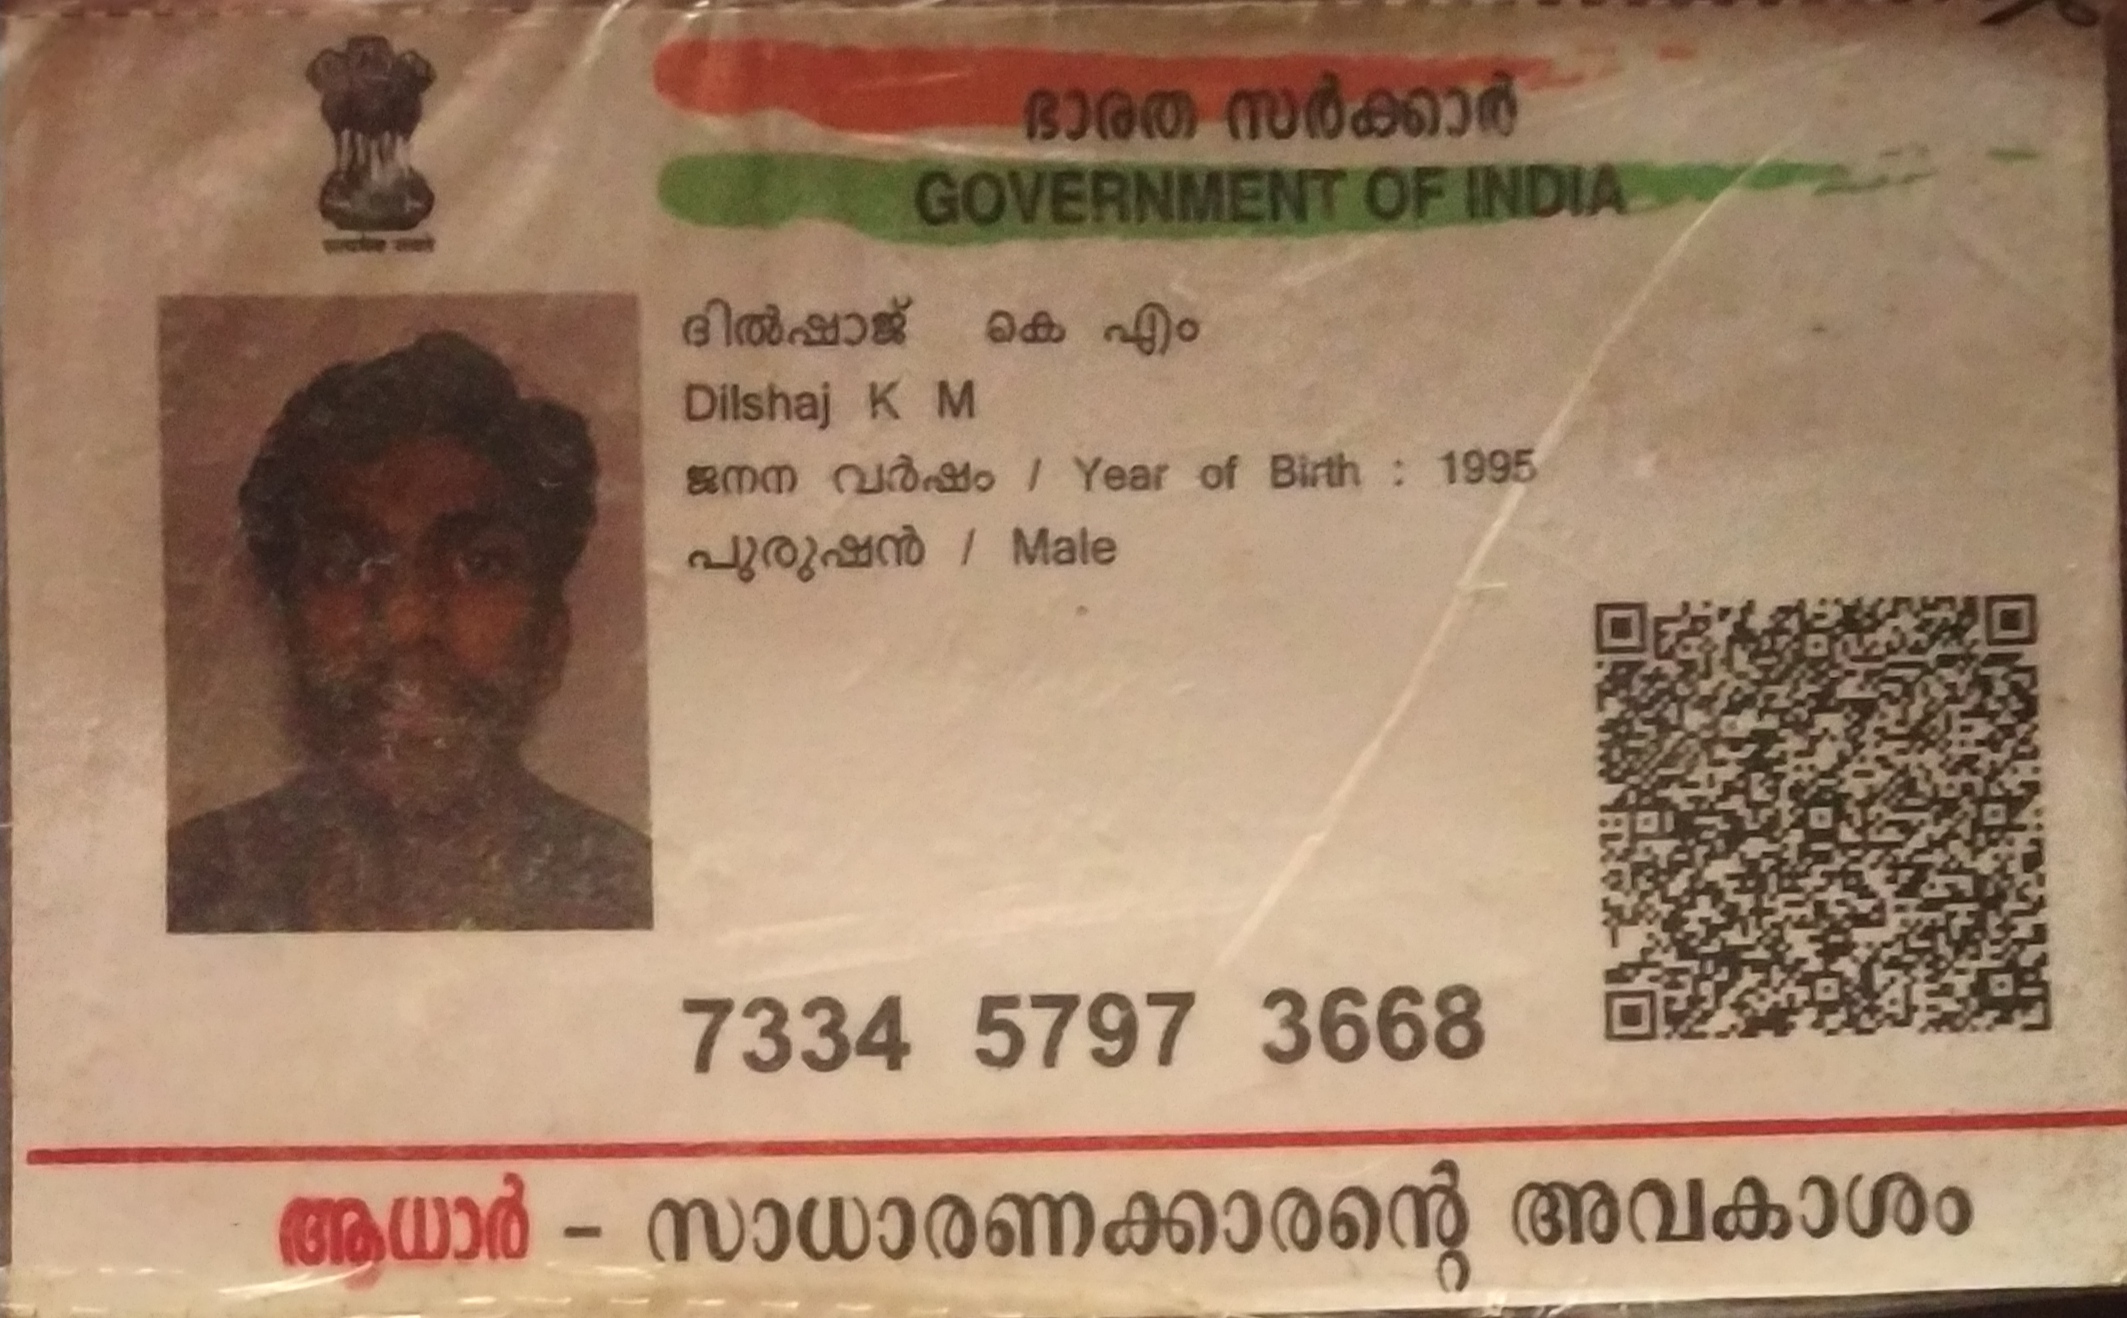 ഭാരത സർക്കാർ
GOVERNMENT OF INDIA
ദിൽഷാജ് കെ എം
Dilshaj K M
ജനന വർഷം / Year of Birth : 1995
പുരുഷൻ / Male
7334 5797 3668
ആധാർ – സാധാരണക്കാരന്റെ അവകാശം